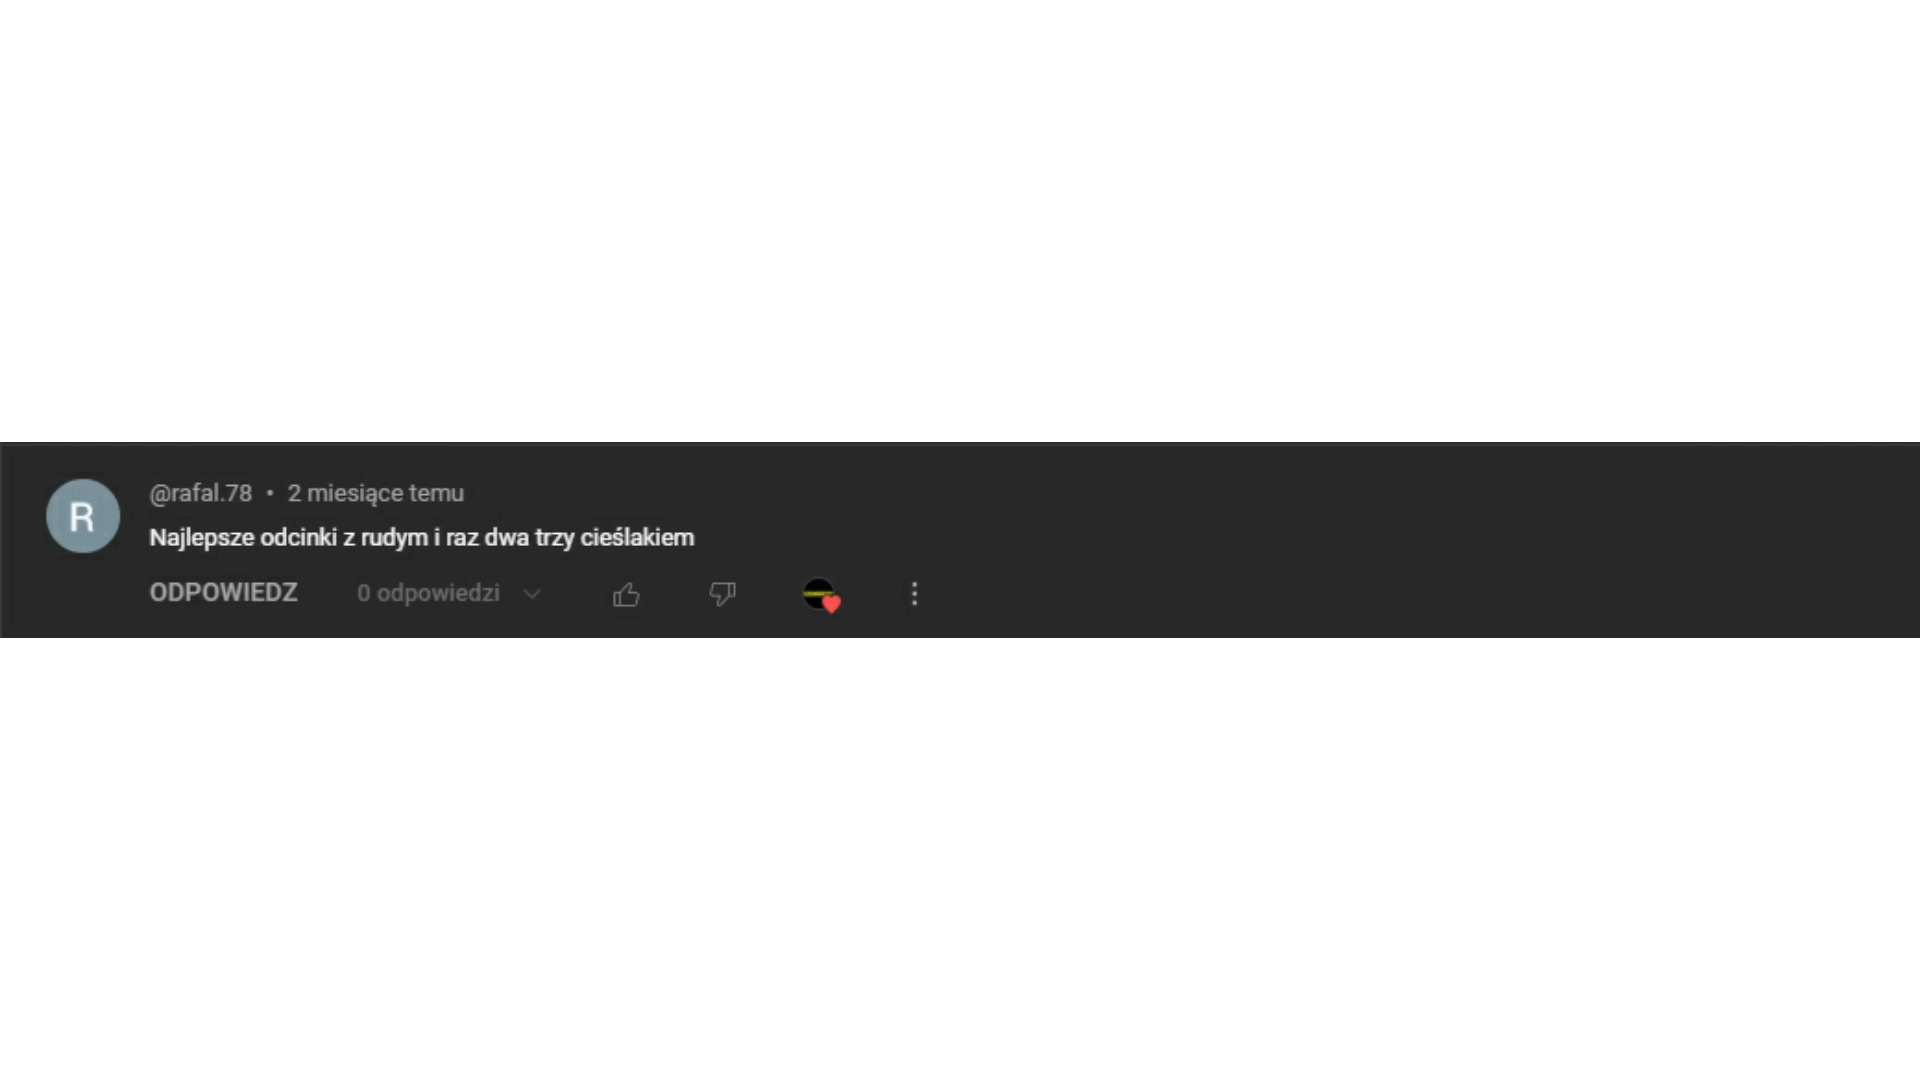 R
@rafal.78 • 2 miesiące temu
Najlepsze odcinki z rudym i raz dwa trzy cieślakiem
ODPOWIEDZ 0 odpowiedzi